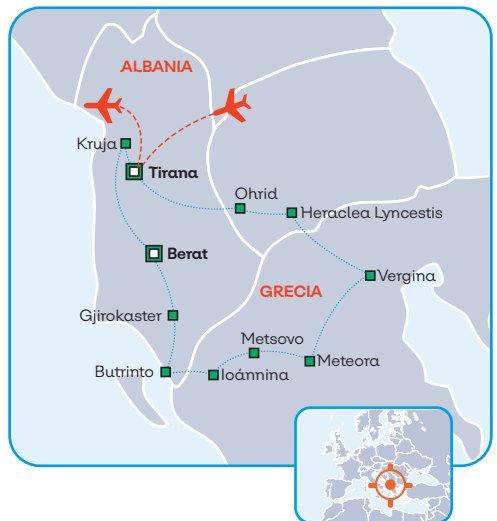 ALBANIA
Kruja
Tirana
Ohrid
Heraclea Lyncestis
Berat
Vergina
GRECIA
Gjirokaster
Metsovo
Meteora
Butrinto
Ioánnina